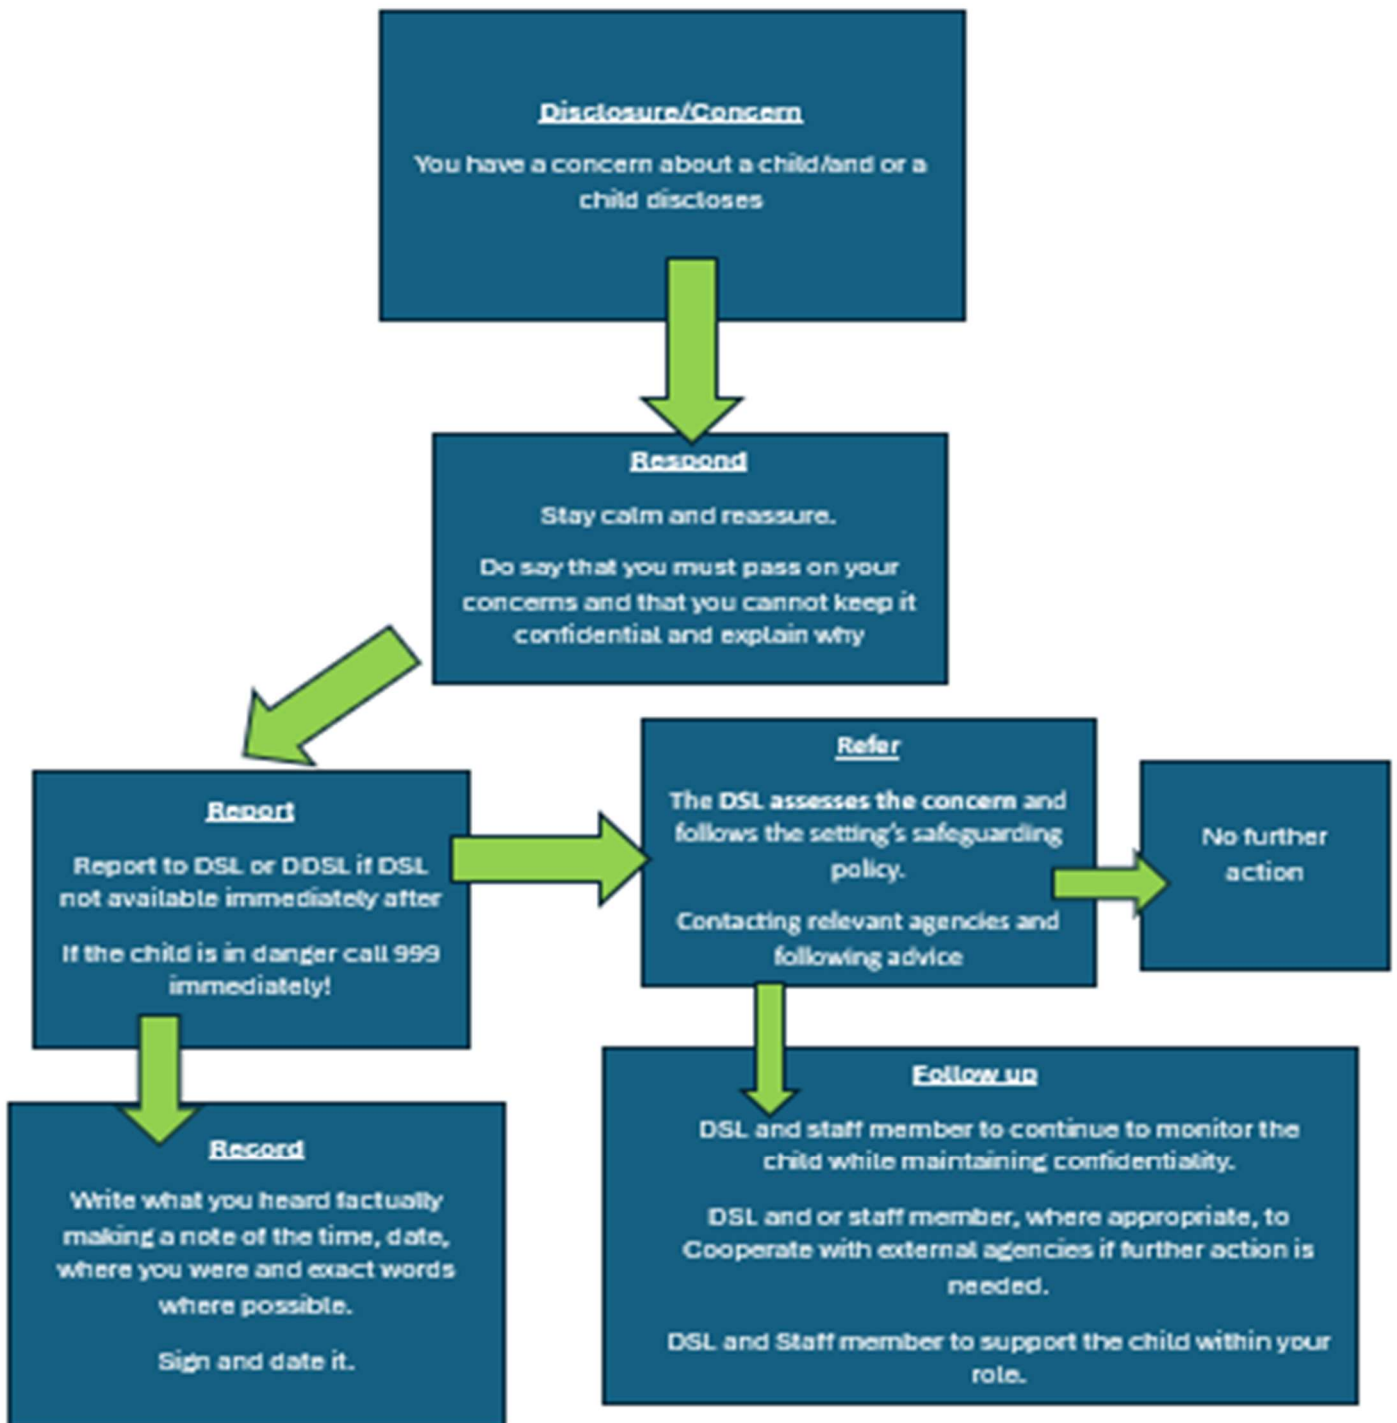 Disclosure/Concern
You have a concern about a child/and or a
child discloses
Respond
Stay calm and reassure.
Do say that you must pass on your
concerns and that you cannot keep it
confidential and explain why
Report
Report to DSL or DDSL if DSL
not available immediately after
If the child is in danger call 999
immediately!
Refer
The DSL assesses the concern and
follows the setting's safeguarding
policy.
Contacting relevant agencies and
following advice
No further
action
Record
Write what you heard factually
making a note of the time, date,
where you were and exact words
where possible.
Sign and date it.
Follow up
DSL and staff member to continue to monitor the
child while maintaining confidentiality.
DSL and or staff member, where appropriate, to
Cooperate with external agencies if further action is
needed.
DSL and Staff member to support the child within your
role.